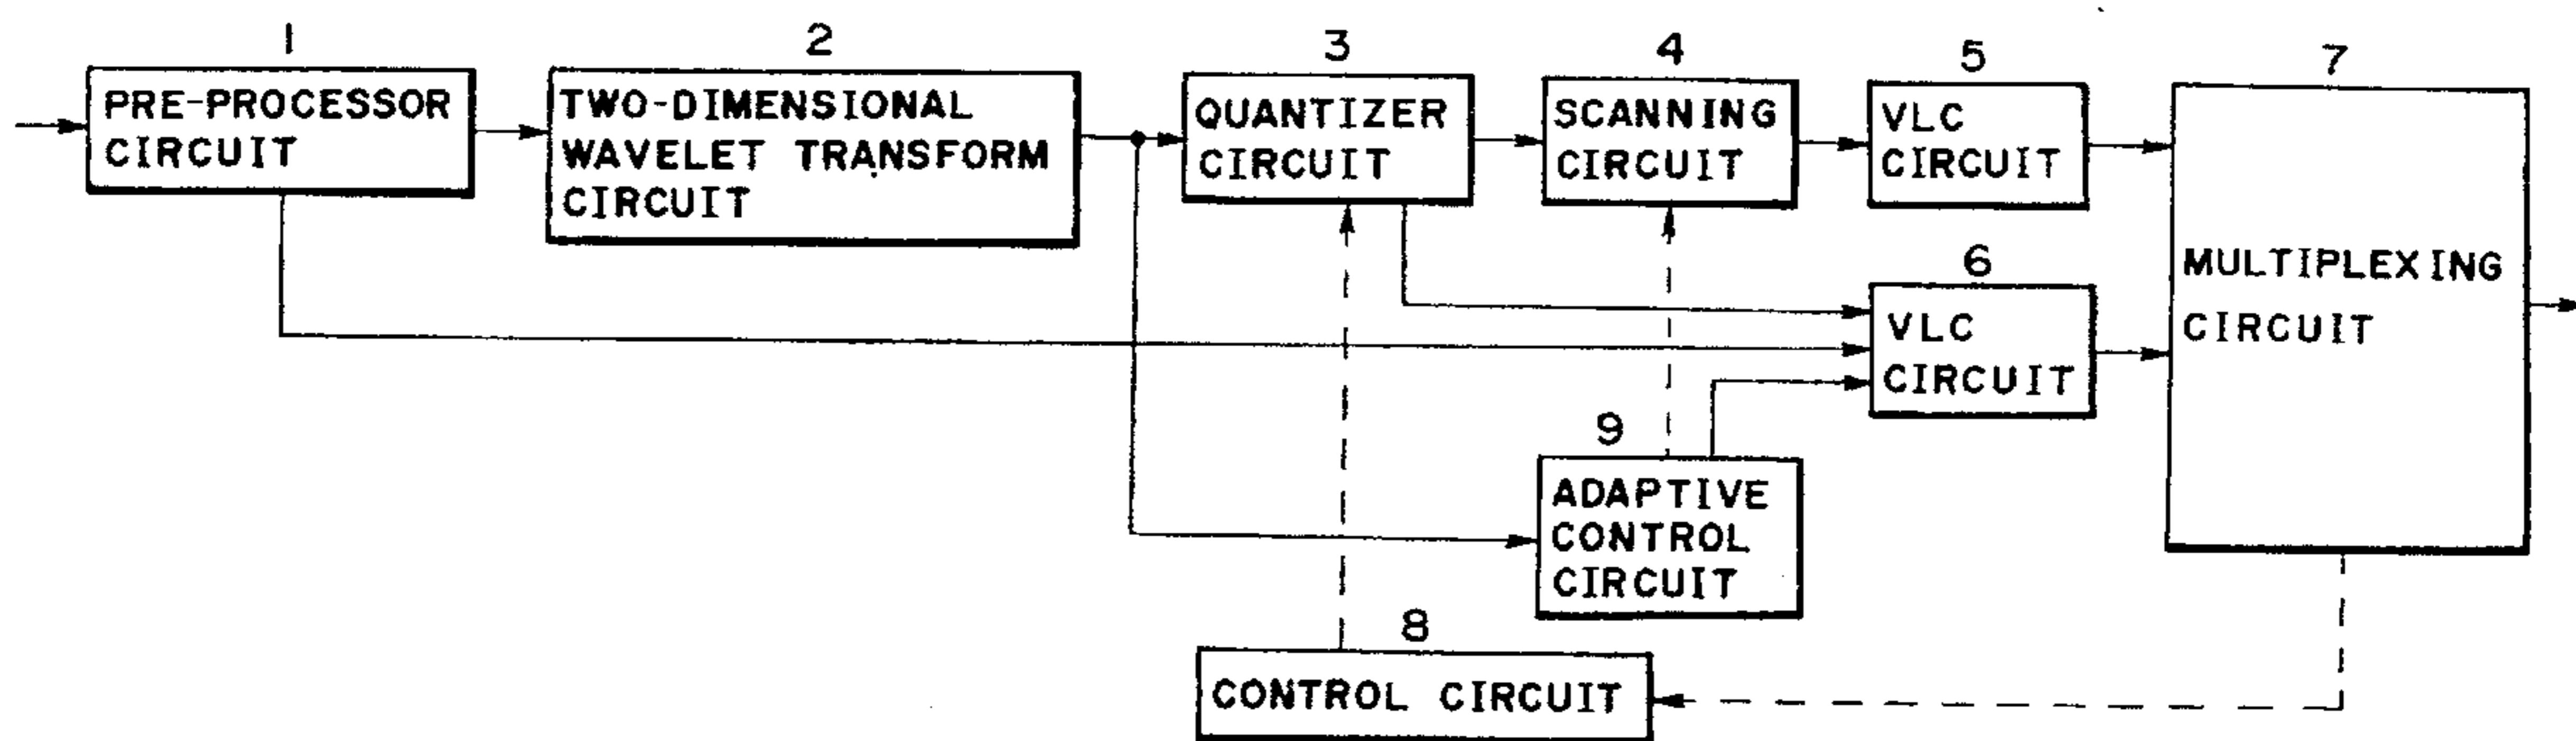 1
PRE-PROCESSOR
CIRCUIT
2
TWO-DIMENSIONAL
WAVELET TRANSFORM
CIRCUIT
3
QUANTIZER
CIRCUIT
4
SCANNING
CIRCUIT
5
VLC
CIRCUIT
6
VLC
CIRCUIT
7
MULTIPLEXING
CIRCUIT
9
ADAPTIVE
CONTROL
CIRCUIT
8
CONTROL CIRCUIT